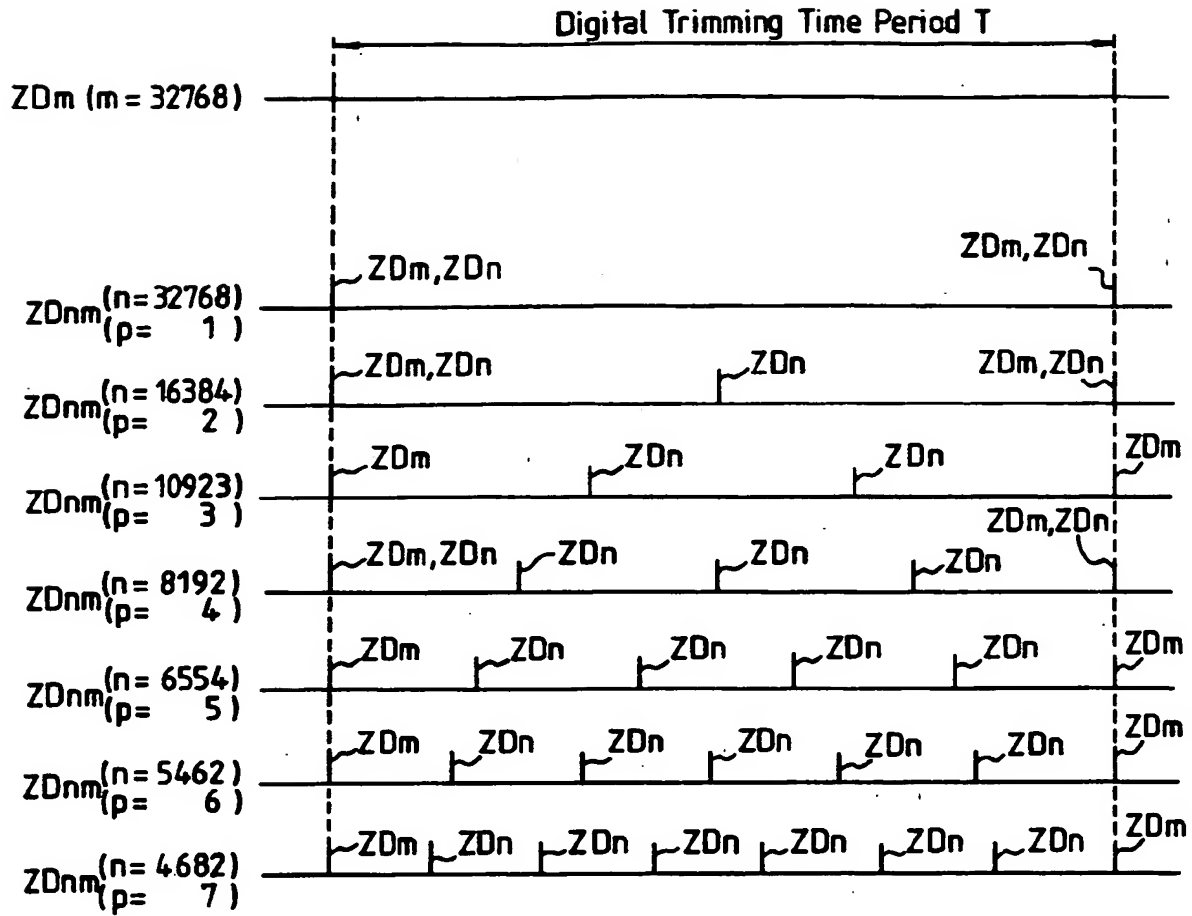 Digital Trimming Time Period T
ZDm (m = 32768)
ZDm,ZDn ZDm,ZDn
ZDnm (n=32768)
(p= 1 )
ZDm,ZDn ZDn ZDm,ZDn
ZDnm (n=16384)
(p= 2 )
ZDm ZDn ZDn ZDm
ZDnm (n=10923)
(p= 3 )
ZDm,ZDn ZDn ZDn ZDn ZDm,ZDn
ZDnm (n= 8192)
(p= 4 )
ZDm ZDn ZDn ZDn ZDn ZDm
ZDnm (n= 6554)
(p= 5 )
ZDm ZDn ZDn ZDn ZDn ZDn ZDm
ZDnm (n=5462)
(p= 6 )
ZDm ZDn ZDn ZDn ZDn ZDn ZDn ZDm
ZDnm (n= 4682)
(p= 7 )